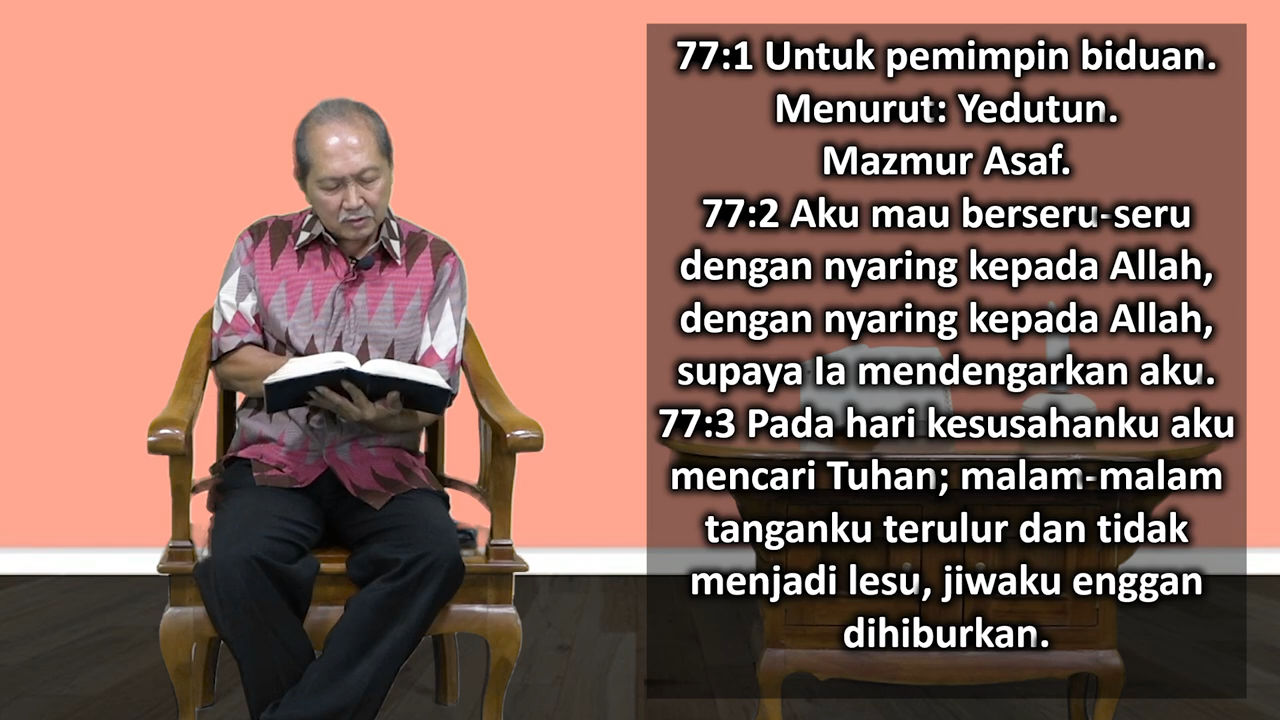 77:1 Untuk pemimpin biduan.
Menurut: Yedutun.
Mazmur Asaf.
77:2 Aku mau berseru-seru
dengan nyaring kepada Allah,
dengan nyaring kepada Allah,
supaya Ia mendengarkan aku.
77:3 Pada hari kesusahanku aku
mencari Tuhan; malam-malam
tanganku terulur dan tidak
menjadi lesu, jiwaku enggan
dihiburkan.